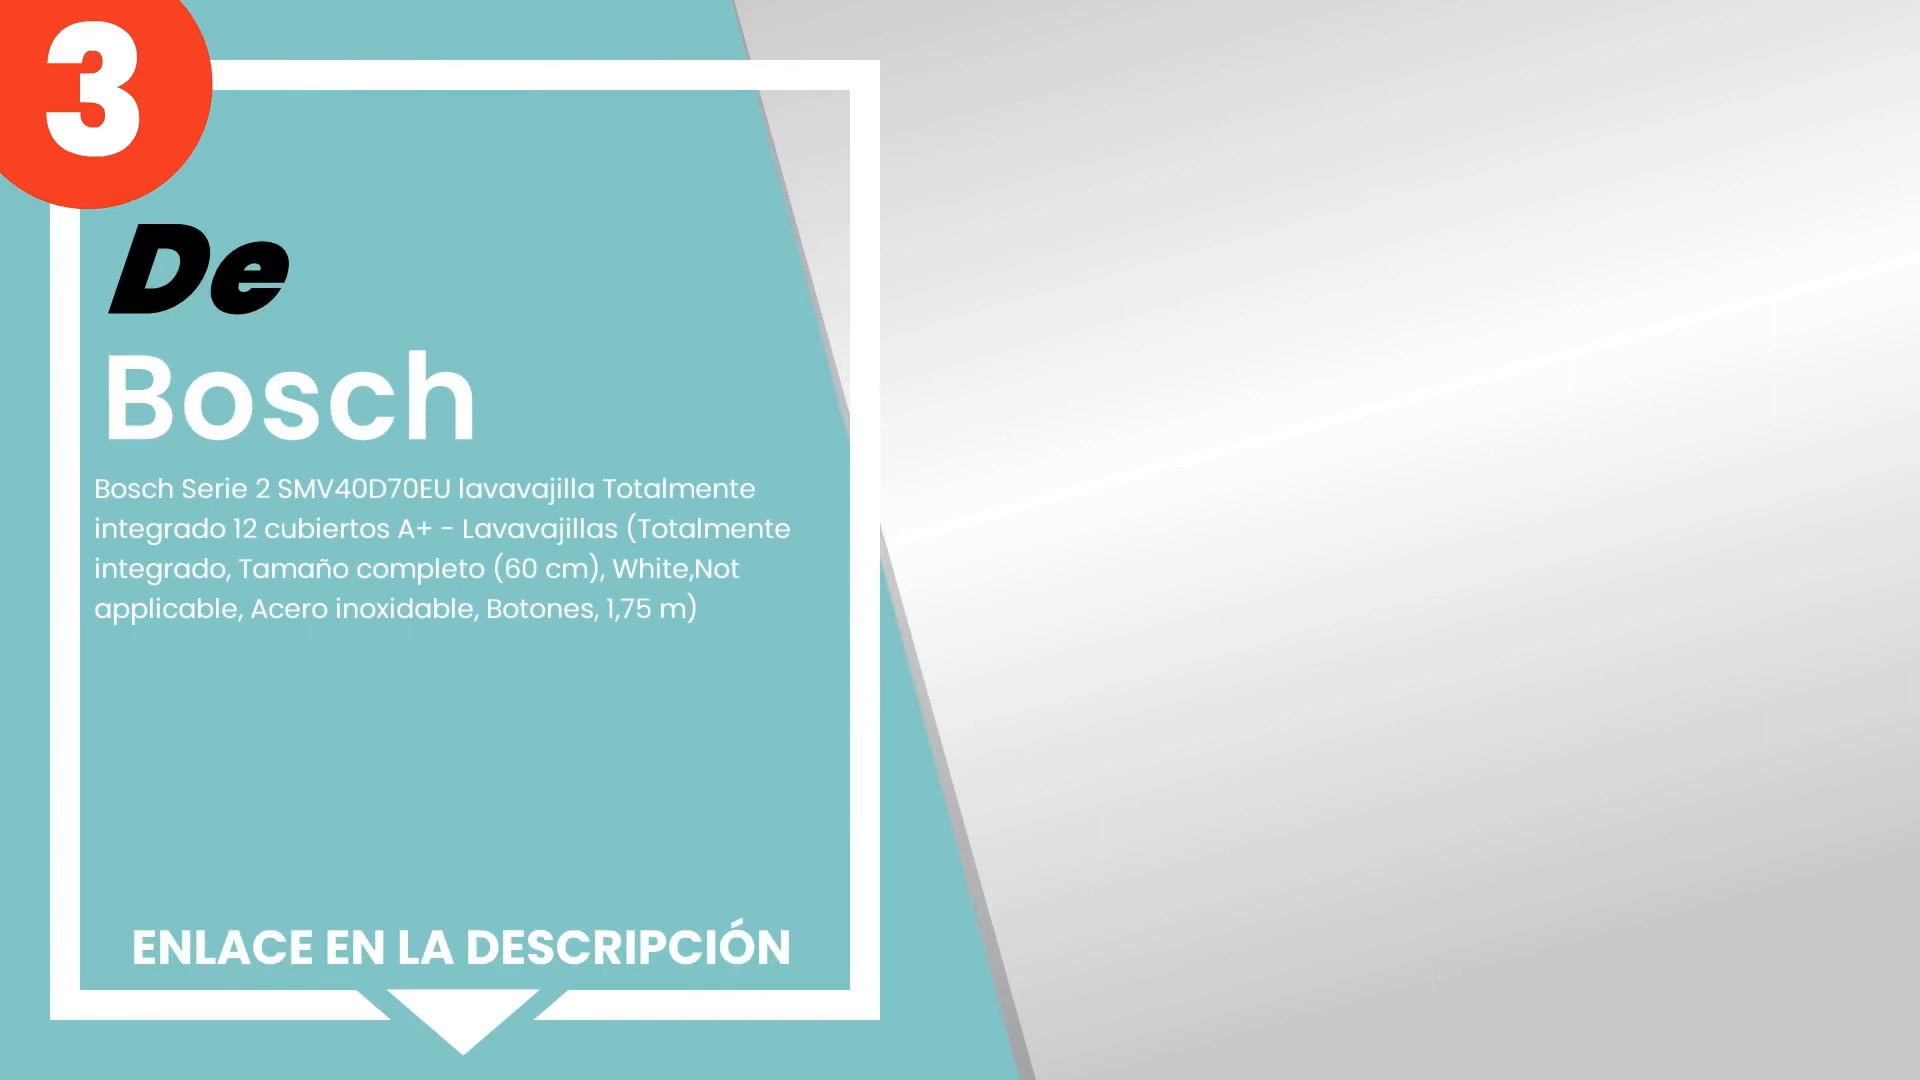 3
De
Bosch
Bosch Serie 2 SMV40D70EU lavavajilla Totalmente
integrado 12 cubiertos A+ - Lavavajillas (Totalmente
integrado, Tamaño completo (60 cm), White,Not
applicable, Acero inoxidable, Botones, 1,75 m)
ENLACE EN LA DESCRIPCIÓN